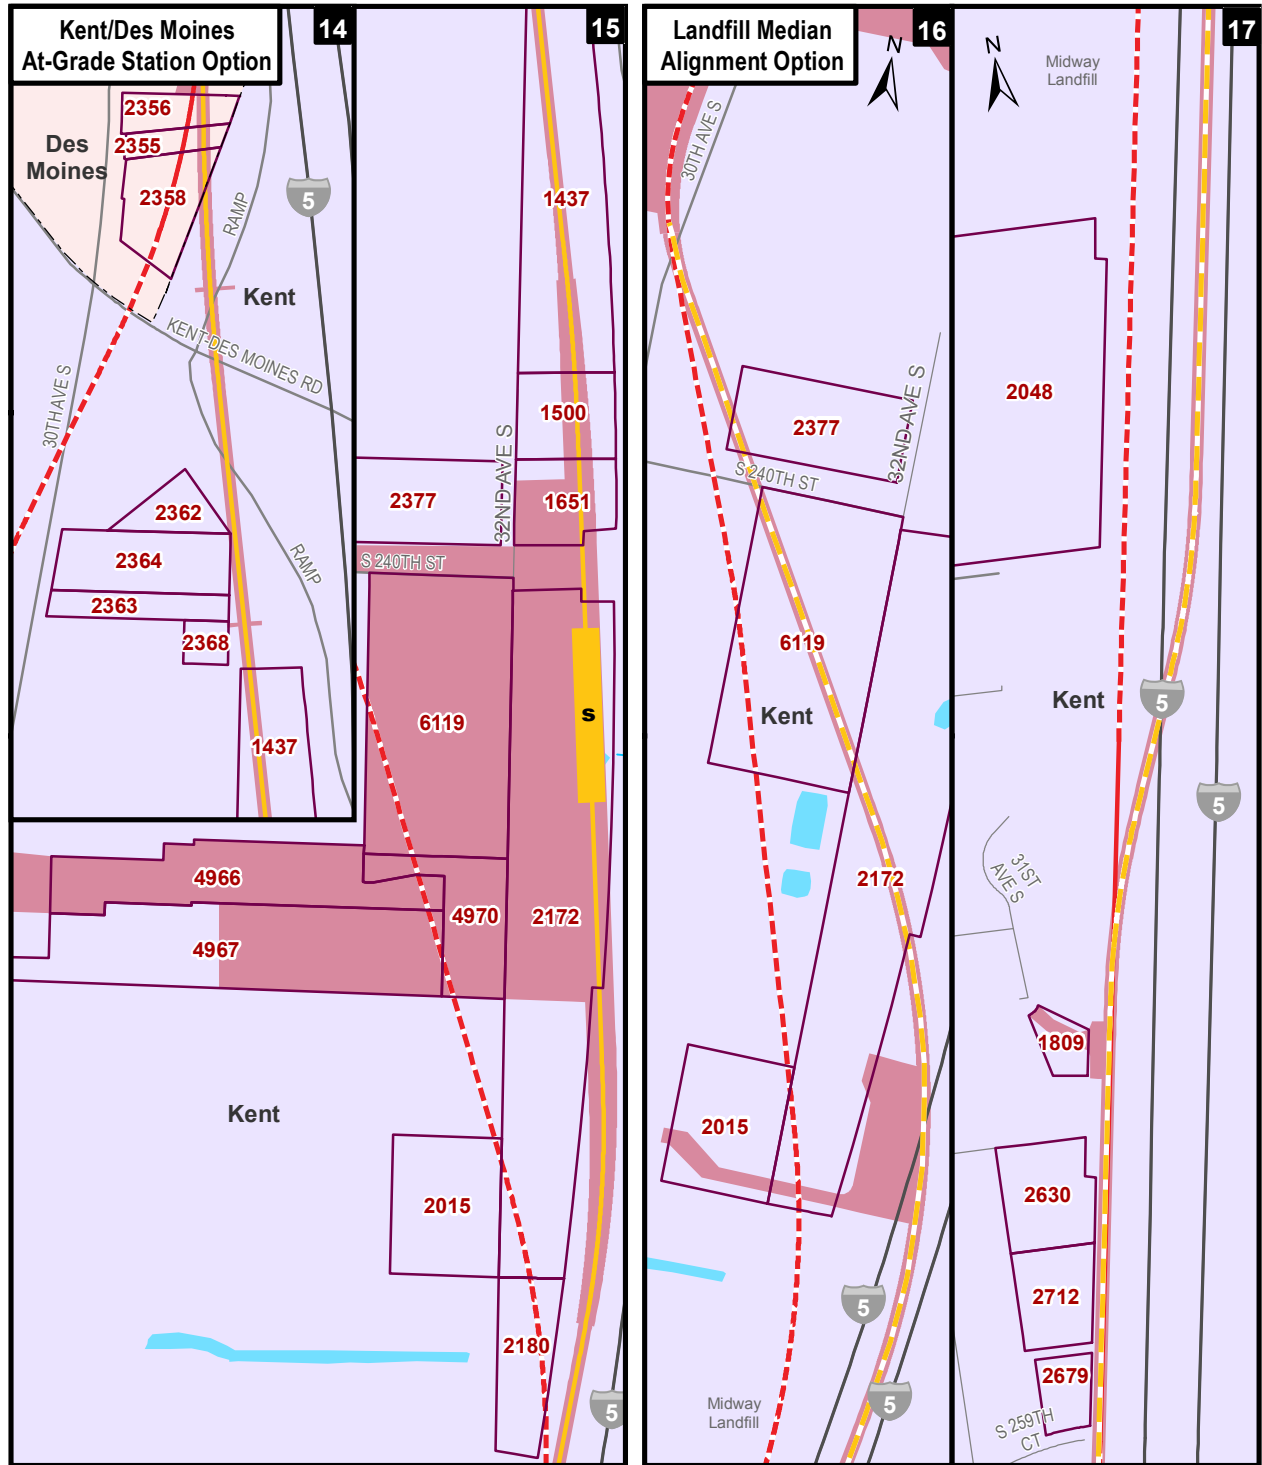 Kent/Des Moines
At-Grade Station Option
14
2356
2355
Des
Moines
2358
RAMP
5
Kent
KENT-DES MOINES RD
30TH AVE S
2362
2364
RAMP
2363
2368
1437
15
1437
1500
32ND AVE S
2377
1651
S 240TH ST
6119
s
4966
4970
2172
4967
Kent
2015
2180
5
Landfill Median
Alignment Option
16
N
30TH AVE S
2377
32ND AVE S
S 240TH ST
6119
Kent
2172
2015
5
5
Midway
Landfill
17
N
Midway
Landfill
2048
Kent
5
5
31ST
AVE S
1809
2630
2712
2679
S 259TH
CT